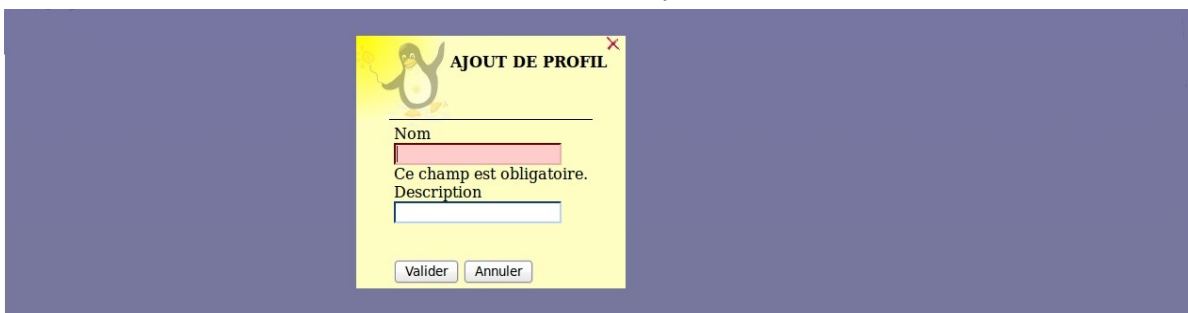 AJOUT DE PROFIL
Nom
Ce champ est obligatoire.
Description
Valider Annuler